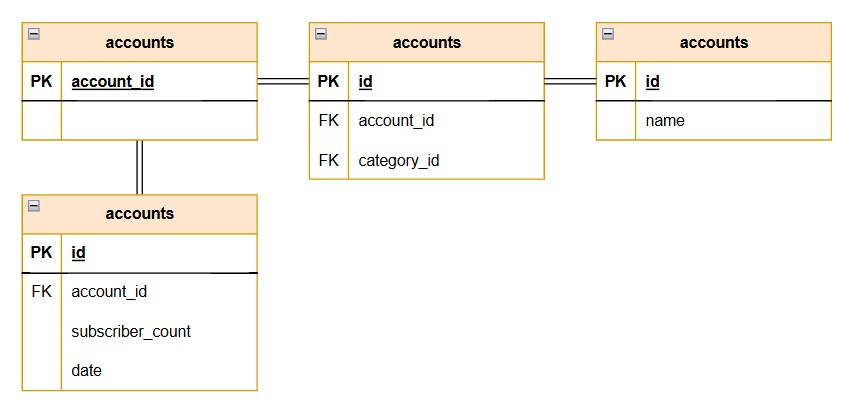 accounts
PK account_id
accounts
PK id
FK account_id
FK category_id
accounts
PK id
name
accounts
PK id
FK account_id
subscriber_count
date